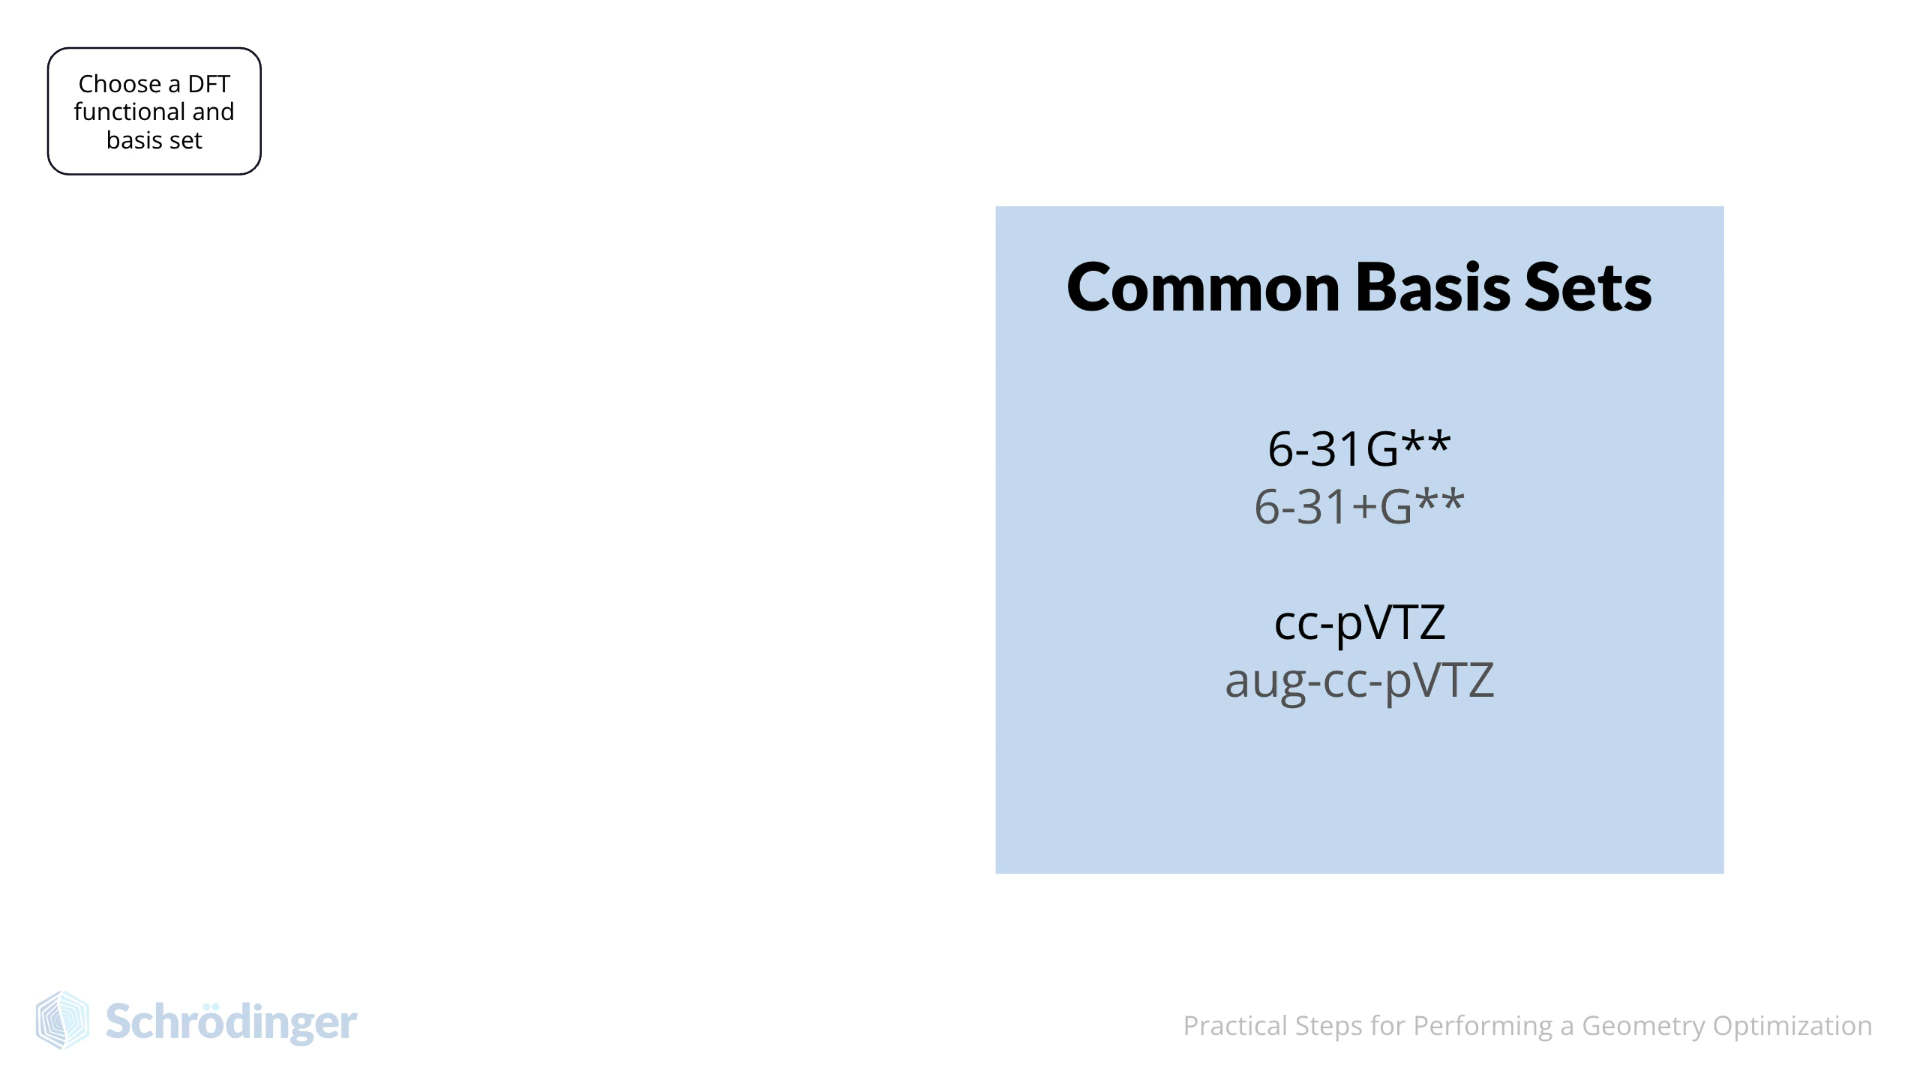 Choose a DFT
functional and
basis set
Common Basis Sets
6-31G**
6-31+G**
cc-pVTZ
aug-cc-pVTZ
Schrödinger
Practical Steps for Performing a Geometry Optimization